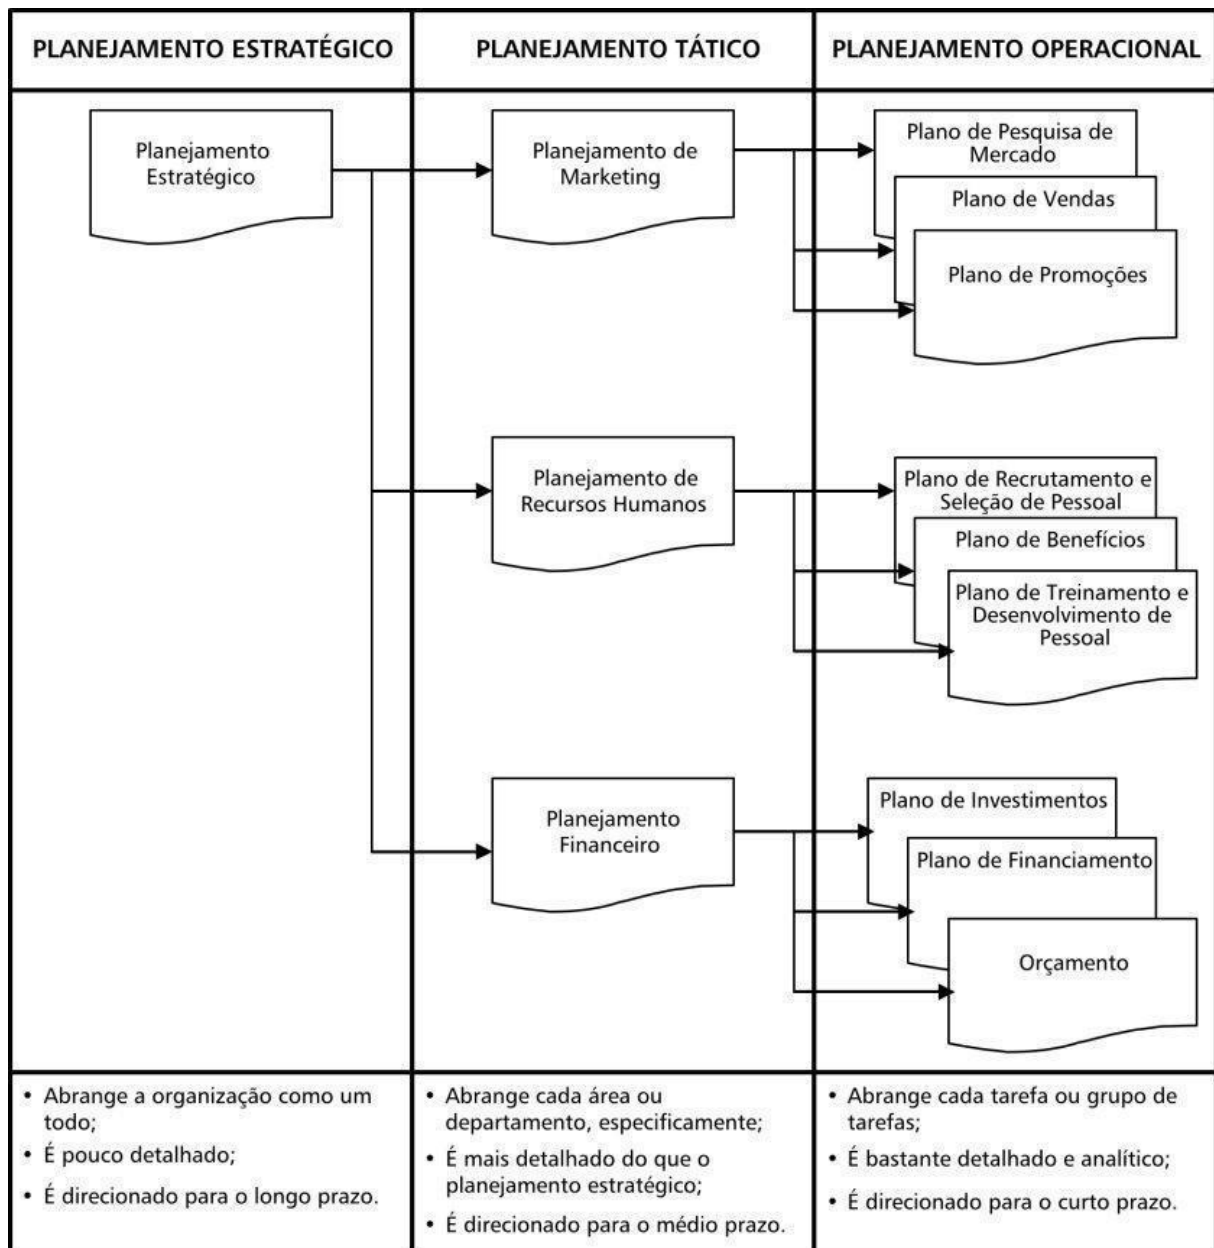 PLANEJAMENTO ESTRATÉGICO
PLANEJAMENTO TÁTICO
PLANEJAMENTO OPERACIONAL
Planejamento
Estratégico
Planejamento de
Marketing
Plano de Pesquisa de
Mercado
Plano de Vendas
Plano de Promoções
Planejamento de
Recursos Humanos
Plano de Recrutamento e
Seleção de Pessoal
Plano de Benefícios
Plano de Treinamento e
Desenvolvimento de
Pessoal
Planejamento
Financeiro
Plano de Investimentos
Plano de Financiamento
Orçamento
• Abrange a organização como um
todo;
• É pouco detalhado;
• É direcionado para o longo prazo.
• Abrange cada área ou
departamento, especificamente;
• É mais detalhado do que o
planejamento estratégico;
• É direcionado para o médio prazo.
• Abrange cada tarefa ou grupo de
tarefas;
• É bastante detalhado e analítico;
• É direcionado para o curto prazo.